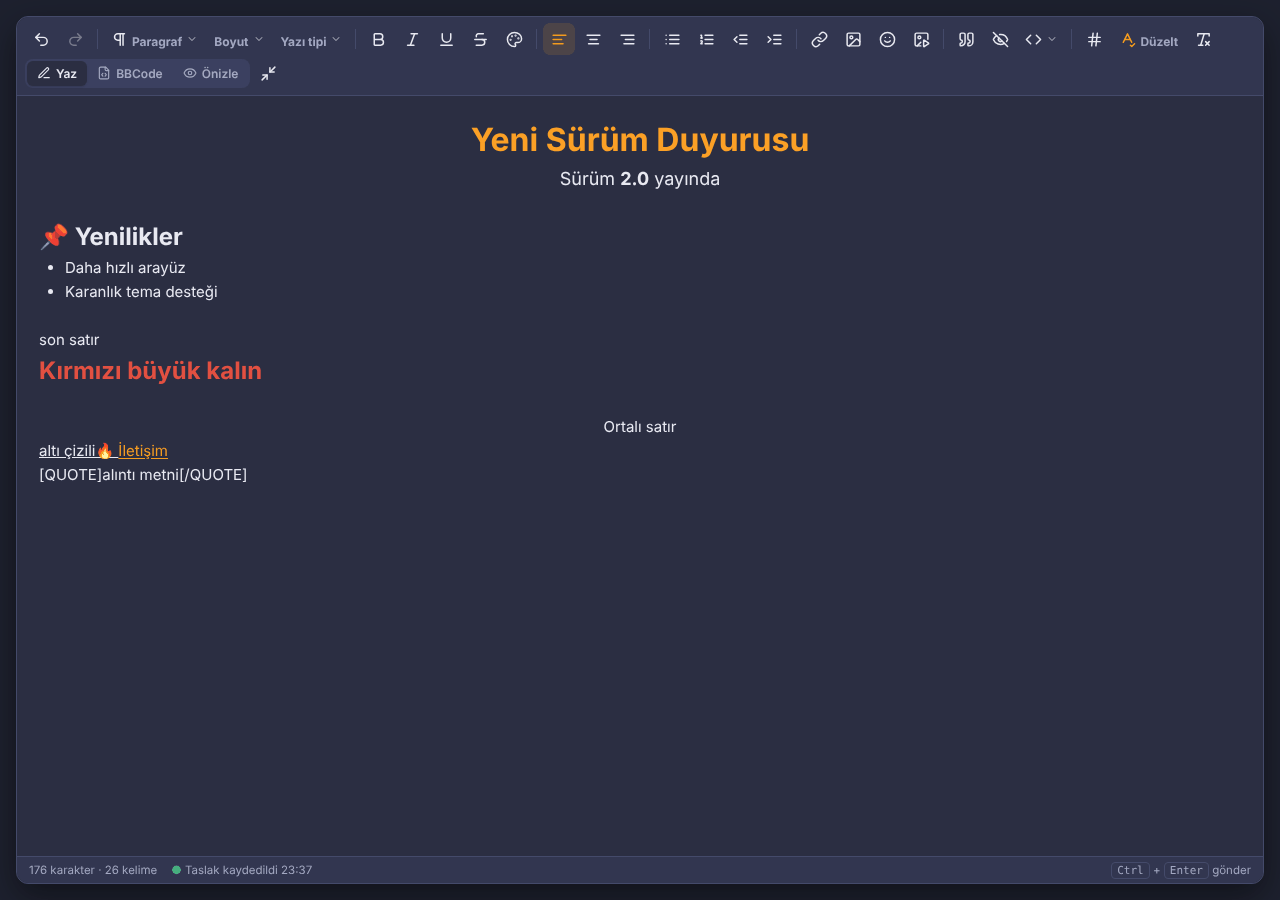 Paragraf Boyut Yazı tipi Düzelt
Yaz BBCode Önizle
Yeni Sürüm Duyurusu
Sürüm 2.0 yayında
📌 Yenilikler
• Daha hızlı arayüz
• Karanlık tema desteği
son satır
Kırmızı büyük kalın
Ortalı satır
altı çizili🔥 İletişim
[QUOTE]alıntı metni[/QUOTE]
176 karakter · 26 kelime Taslak kaydedildi 23:37 Ctrl + Enter gönder